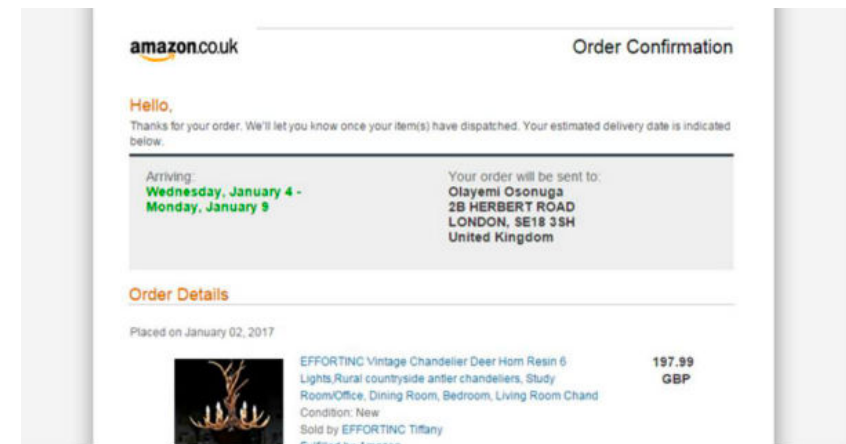 amazon.co.uk
Order Confirmation
Hello,
Thanks for your order. We'll let you know once your item(s) have dispatched. Your estimated delivery date is indicated
below.
Arriving:
Wednesday, January 4 -
Monday, January 9
Your order will be sent to:
Olayemi Osonuga
2B HERBERT ROAD
LONDON, SE18 3SH
United Kingdom
Order Details
Placed on January 02, 2017
EFFORTINC Vintage Chandelier Deer Horn Resin 6
Lights,Rural countryside antler chandeliers, Study
Room/Office, Dining Room, Bedroom, Living Room Chand
Condition: New
Sold by EFFORTINC Tiffany
Fulfilled by Amazon
197.99
GBP